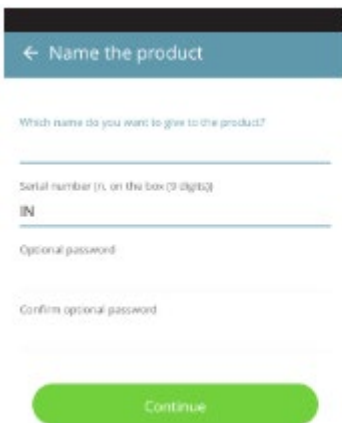 ← Name the product
Which name do you want to give to the product?
Serial number (n. on the box (9 digits))
IN
Optional password
Confirm optional password
Continue